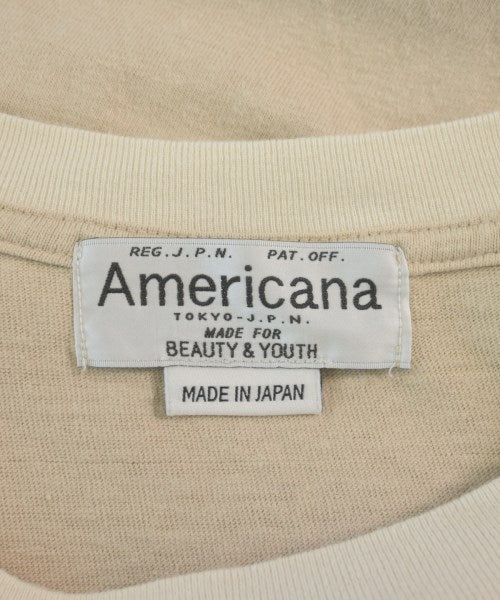 REG.J.P.N. PAT.OFF.
Americana
TOKYO-J.P.N.
MADE FOR
BEAUTY & YOUTH
MADE IN JAPAN